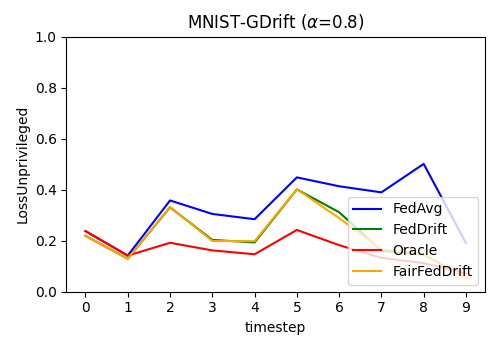 MNIST-GDrift (α=0.8)
1.0
0.8
0.6
0.4
0.2
0.0
LossUnprivileged
FedAvg
FedDrift
Oracle
FairFedDrift
0 1 2 3 4 5 6 7 8 9
timestep